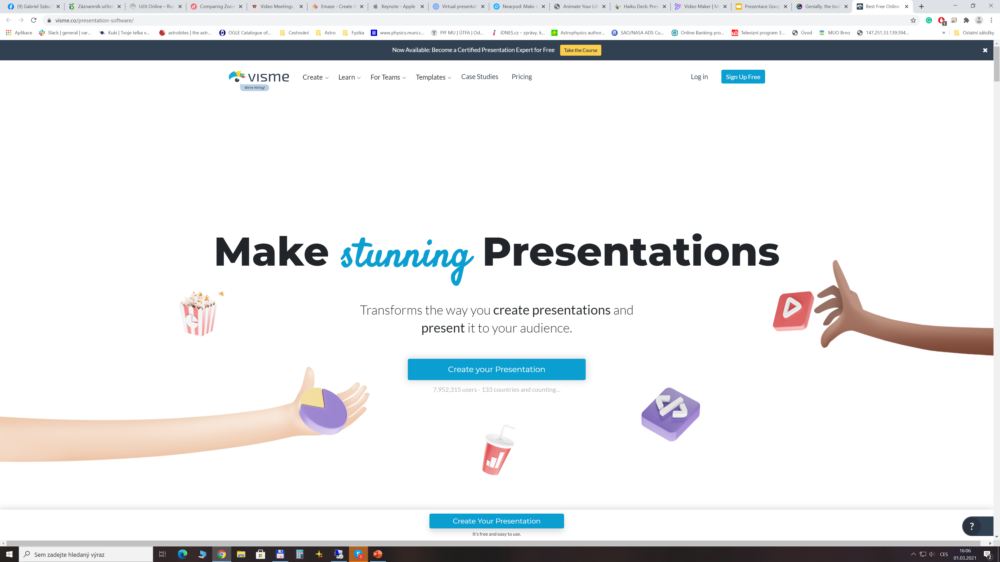 (9) Gabriel Szász
Záznamník učitel
Učit Online – Roz
Comparing Zoom
Video Meetings,
Emaze - Create &
Keynote - Apple
Virtual presentati
Nearpod: Make e
Animate Your Life
Haiku Deck: Prese
Video Maker | Ma
Prezentace Goog
Genially, the tool
Best Free Online
visme.co/presentation-software/
1
Aplikace
Slack | general | var...
Kuki | Tvoje telka v...
astrobites | the astr...
OGLE Catalogue of...
Cestování
Astro
Fyzika
www.physics.muni.c...
PřF MU | ÚTFA | Od...
iDNES.cz – zprávy, k...
Astrophysics author...
SAO/NASA ADS Cu...
Online Banking pro...
Televizní program 3...
Úvod
MUO Brno
147.251.33.139:394...
»
Ostatní záložky
Now Available: Become a Certified Presentation Expert for Free
Take the Course
visme
We're Hiring!
Create
Learn
For Teams
Templates
Case Studies
Pricing
Log in
Sign Up Free
Make stunning Presentations
Transforms the way you create presentations and
present it to your audience.
Create your Presentation
7,952,315 users - 133 countries and counting...
Create Your Presentation
It's free and easy to use.
?
Sem zadejte hledaný výraz
1
CES
16:06
01.03.2021
2